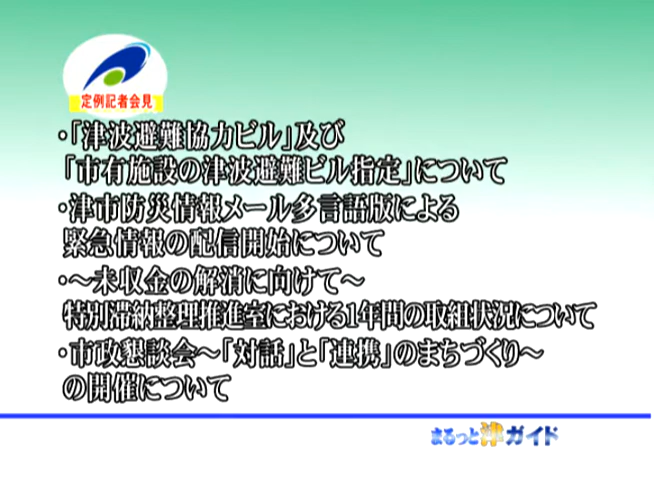 定例記者会見
・「津波避難協力ビル」及び
「市有施設の津波避難ビル指定」について
・津市防災情報メール多言語版による
緊急情報の配信開始について
・～未収金の解消に向けて～
特別滞納整理推進室における1年間の取組状況について
・市政懇談会～「対話」と「連携」のまちづくり～
の開催について
まるっと津ガイド